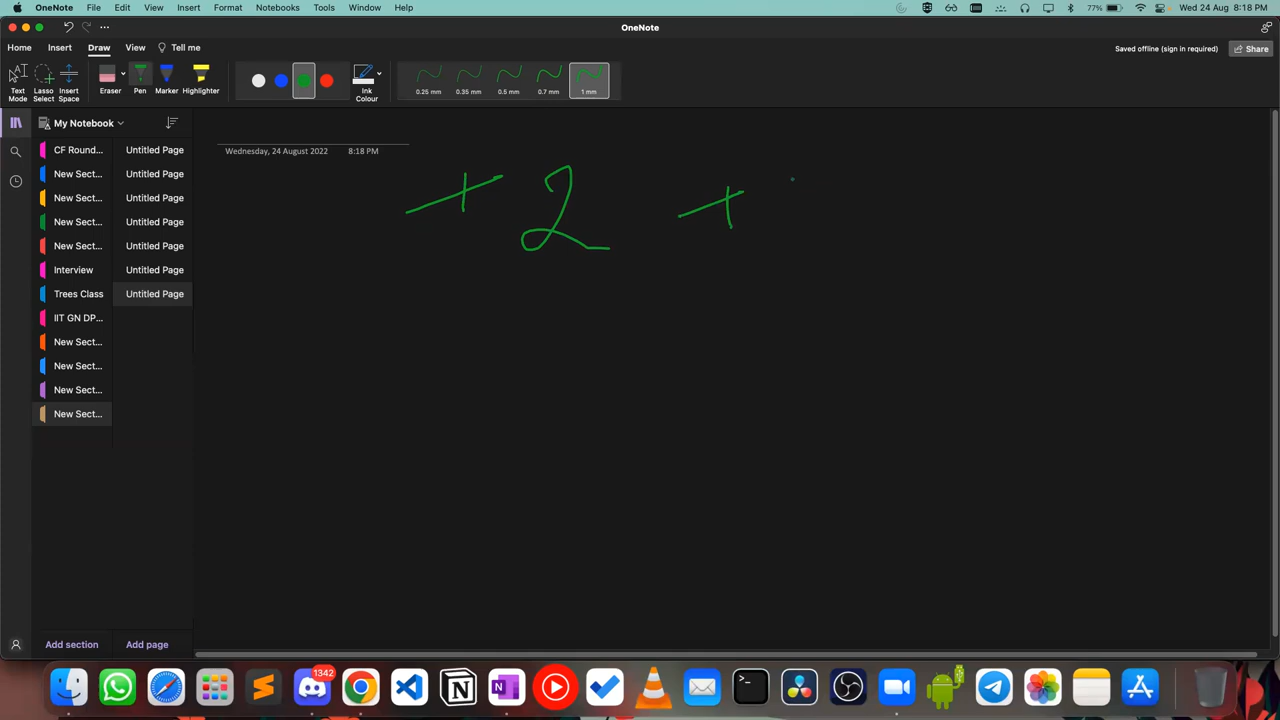 OneNote File Edit View Insert Format Notebooks Tools Window Help 77% Wed 24 Aug 8:18 PM
OneNote
Home Insert Draw View Tell me Saved offline (sign in required) Share
Text Mode Lasso Select Insert Space Eraser Pen Marker Highlighter Ink Colour 0.25 mm 0.35 mm 0.5 mm 0.7 mm 1 mm
My Notebook
Wednesday, 24 August 2022 8:18 PM
CF Round... Untitled Page
New Sect... Untitled Page
New Sect... Untitled Page
New Sect... Untitled Page
New Sect... Untitled Page
Interview Untitled Page
Trees Class Untitled Page
IIT GN DP...
New Sect...
New Sect...
New Sect...
New Sect...
+ 2 +
Add section Add page
1342